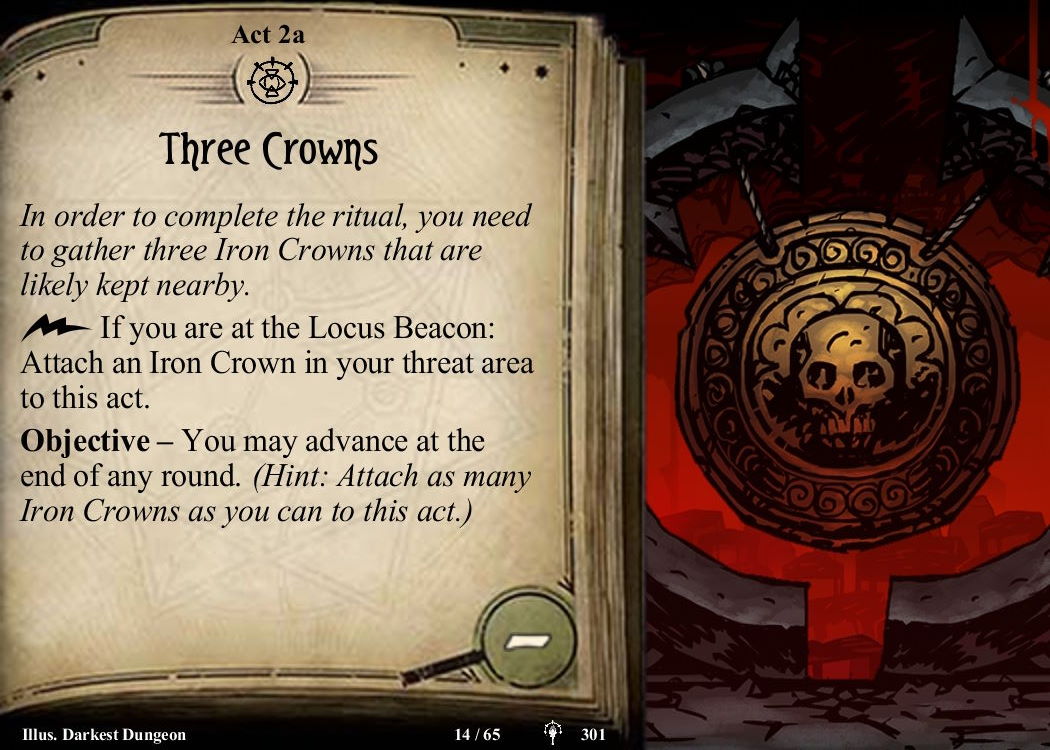 Act 2a
Three Crowns
In order to complete the ritual, you need
to gather three Iron Crowns that are
likely kept nearby.
If you are at the Locus Beacon:
Attach an Iron Crown in your threat area
to this act.
Objective – You may advance at the
end of any round. (Hint: Attach as many
Iron Crowns as you can to this act.)
–
Illus. Darkest Dungeon 14 / 65 301